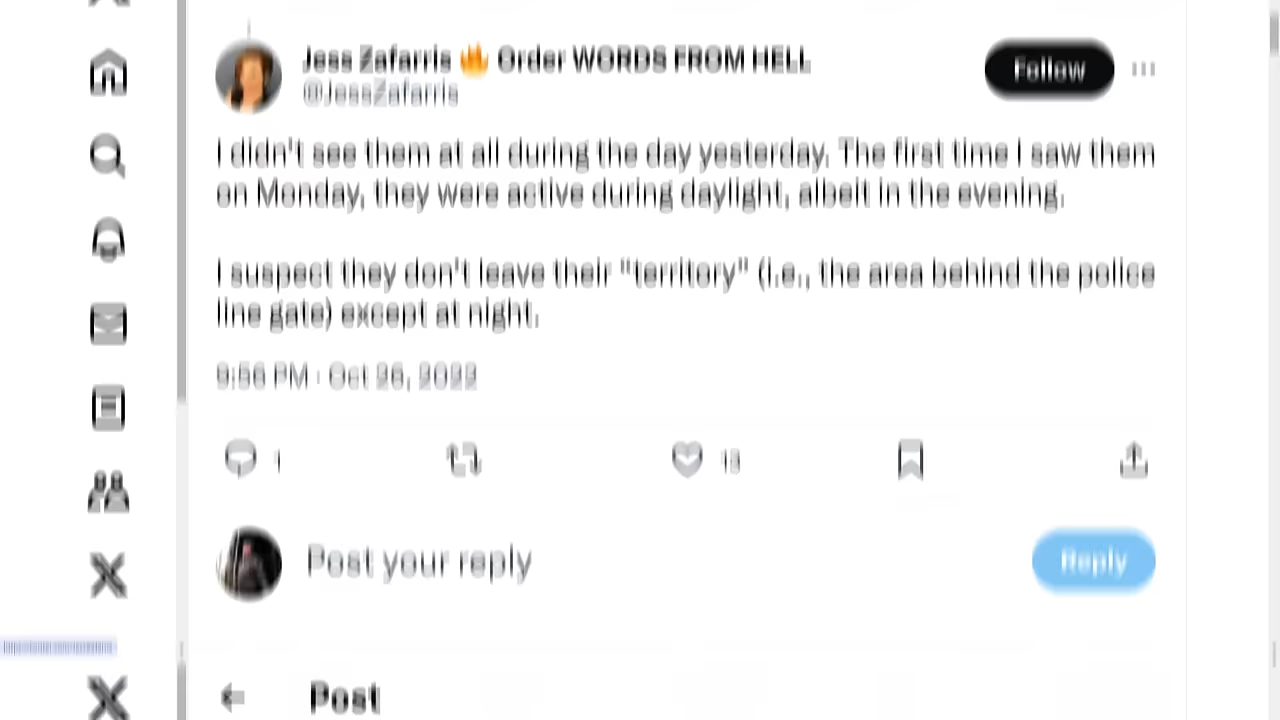 Jess Zafarris 🔥 Order WORDS FROM HELL
Follow
@JessZafarris
I didn't see them at all during the day yesterday. The first time I saw them
on Monday, they were active during daylight, albeit in the evening.
I suspect they don't leave their "territory" (i.e., the area behind the police
line gate) except at night.
9:56 PM · Oct 26, 2022
1
13
Post your reply
Reply
Post